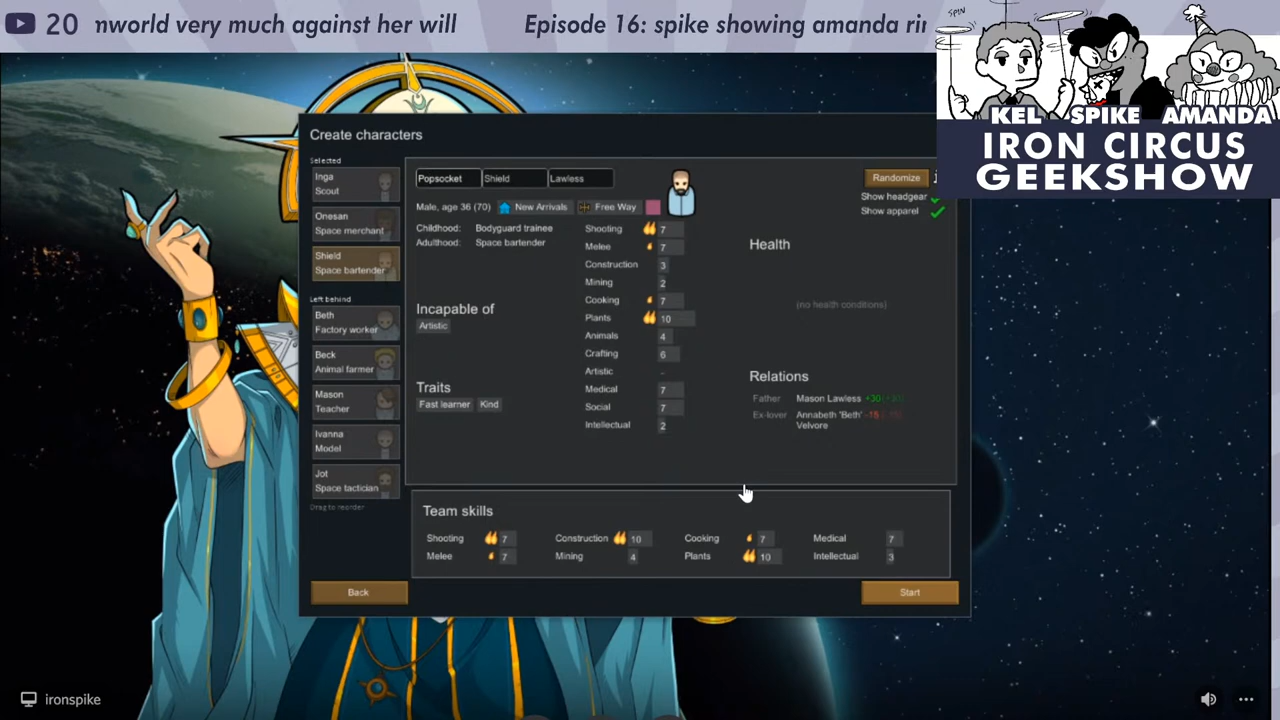 20 nworld very much against her will Episode 16: spike showing amanda ri
SPIN
KEL SPIKE AMANDA
IRON CIRCUS
GEEKSHOW
Create characters
Selected
Inga
Scout
Onesan
Space merchant
Shield
Space bartender
Left behind
Beth
Factory worker
Beck
Animal farmer
Mason
Teacher
Ivanna
Model
Jot
Space tactician
Drag to reorder
Popsocket Shield Lawless
Randomize
Show headgear
Show apparel
Male, age 36 (70) New Arrivals Free Way
Childhood: Bodyguard trainee
Adulthood: Space bartender
Incapable of
Artistic
Traits
Fast learner Kind
Shooting 7
Melee 7
Construction 3
Mining 2
Cooking 7
Plants 10
Animals 4
Crafting 6
Artistic -
Medical 7
Social 7
Intellectual 2
Health
(no health conditions)
Relations
Father Mason Lawless +30
Ex-lover Annabeth 'Beth' -15
Velvore
Team skills
Shooting 7 Construction 10 Cooking 7 Medical 7
Melee 7 Mining 4 Plants 10 Intellectual 3
Back Start
ironspike